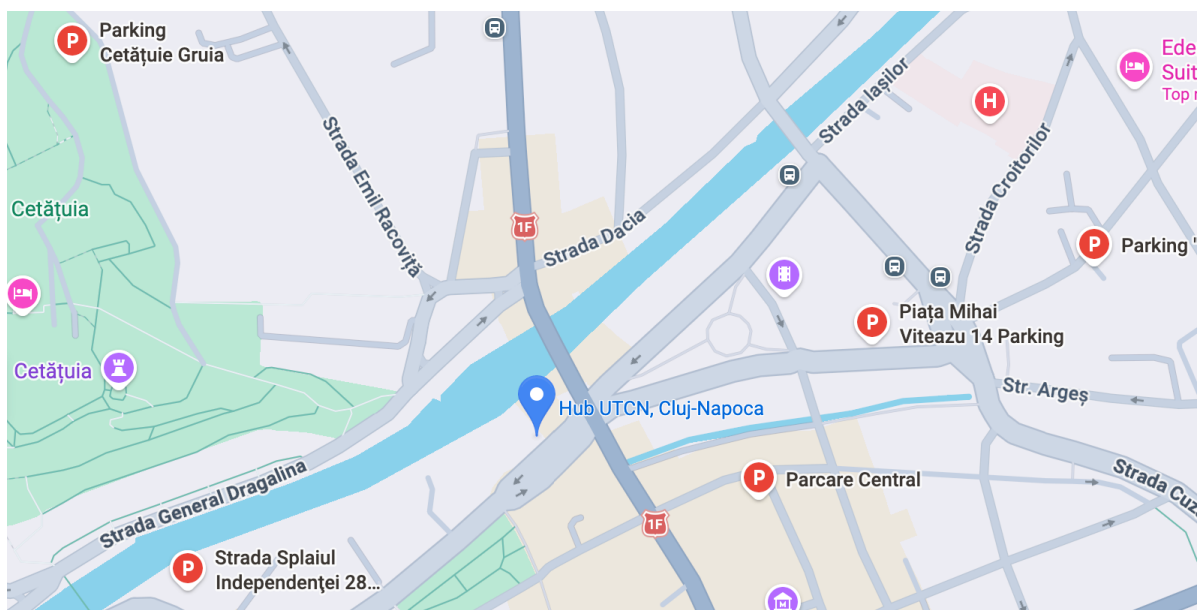 Parking
Cetățuie Gruia
P
Ede
Suit
Top r
H
Strada Iașilor
Strada Emil Racoviță
Strada Croitorilor
Cetățuia
1F
Strada Dacia
P
Parking "
P
Piața Mihai
Viteazu 14 Parking
Cetățuia
Str. Argeș
Hub UTCN, Cluj-Napoca
Strada General Dragalina
P
Parcare Central
Strada Cuza
1F
P
Strada Splaiul
Independenţei 28...